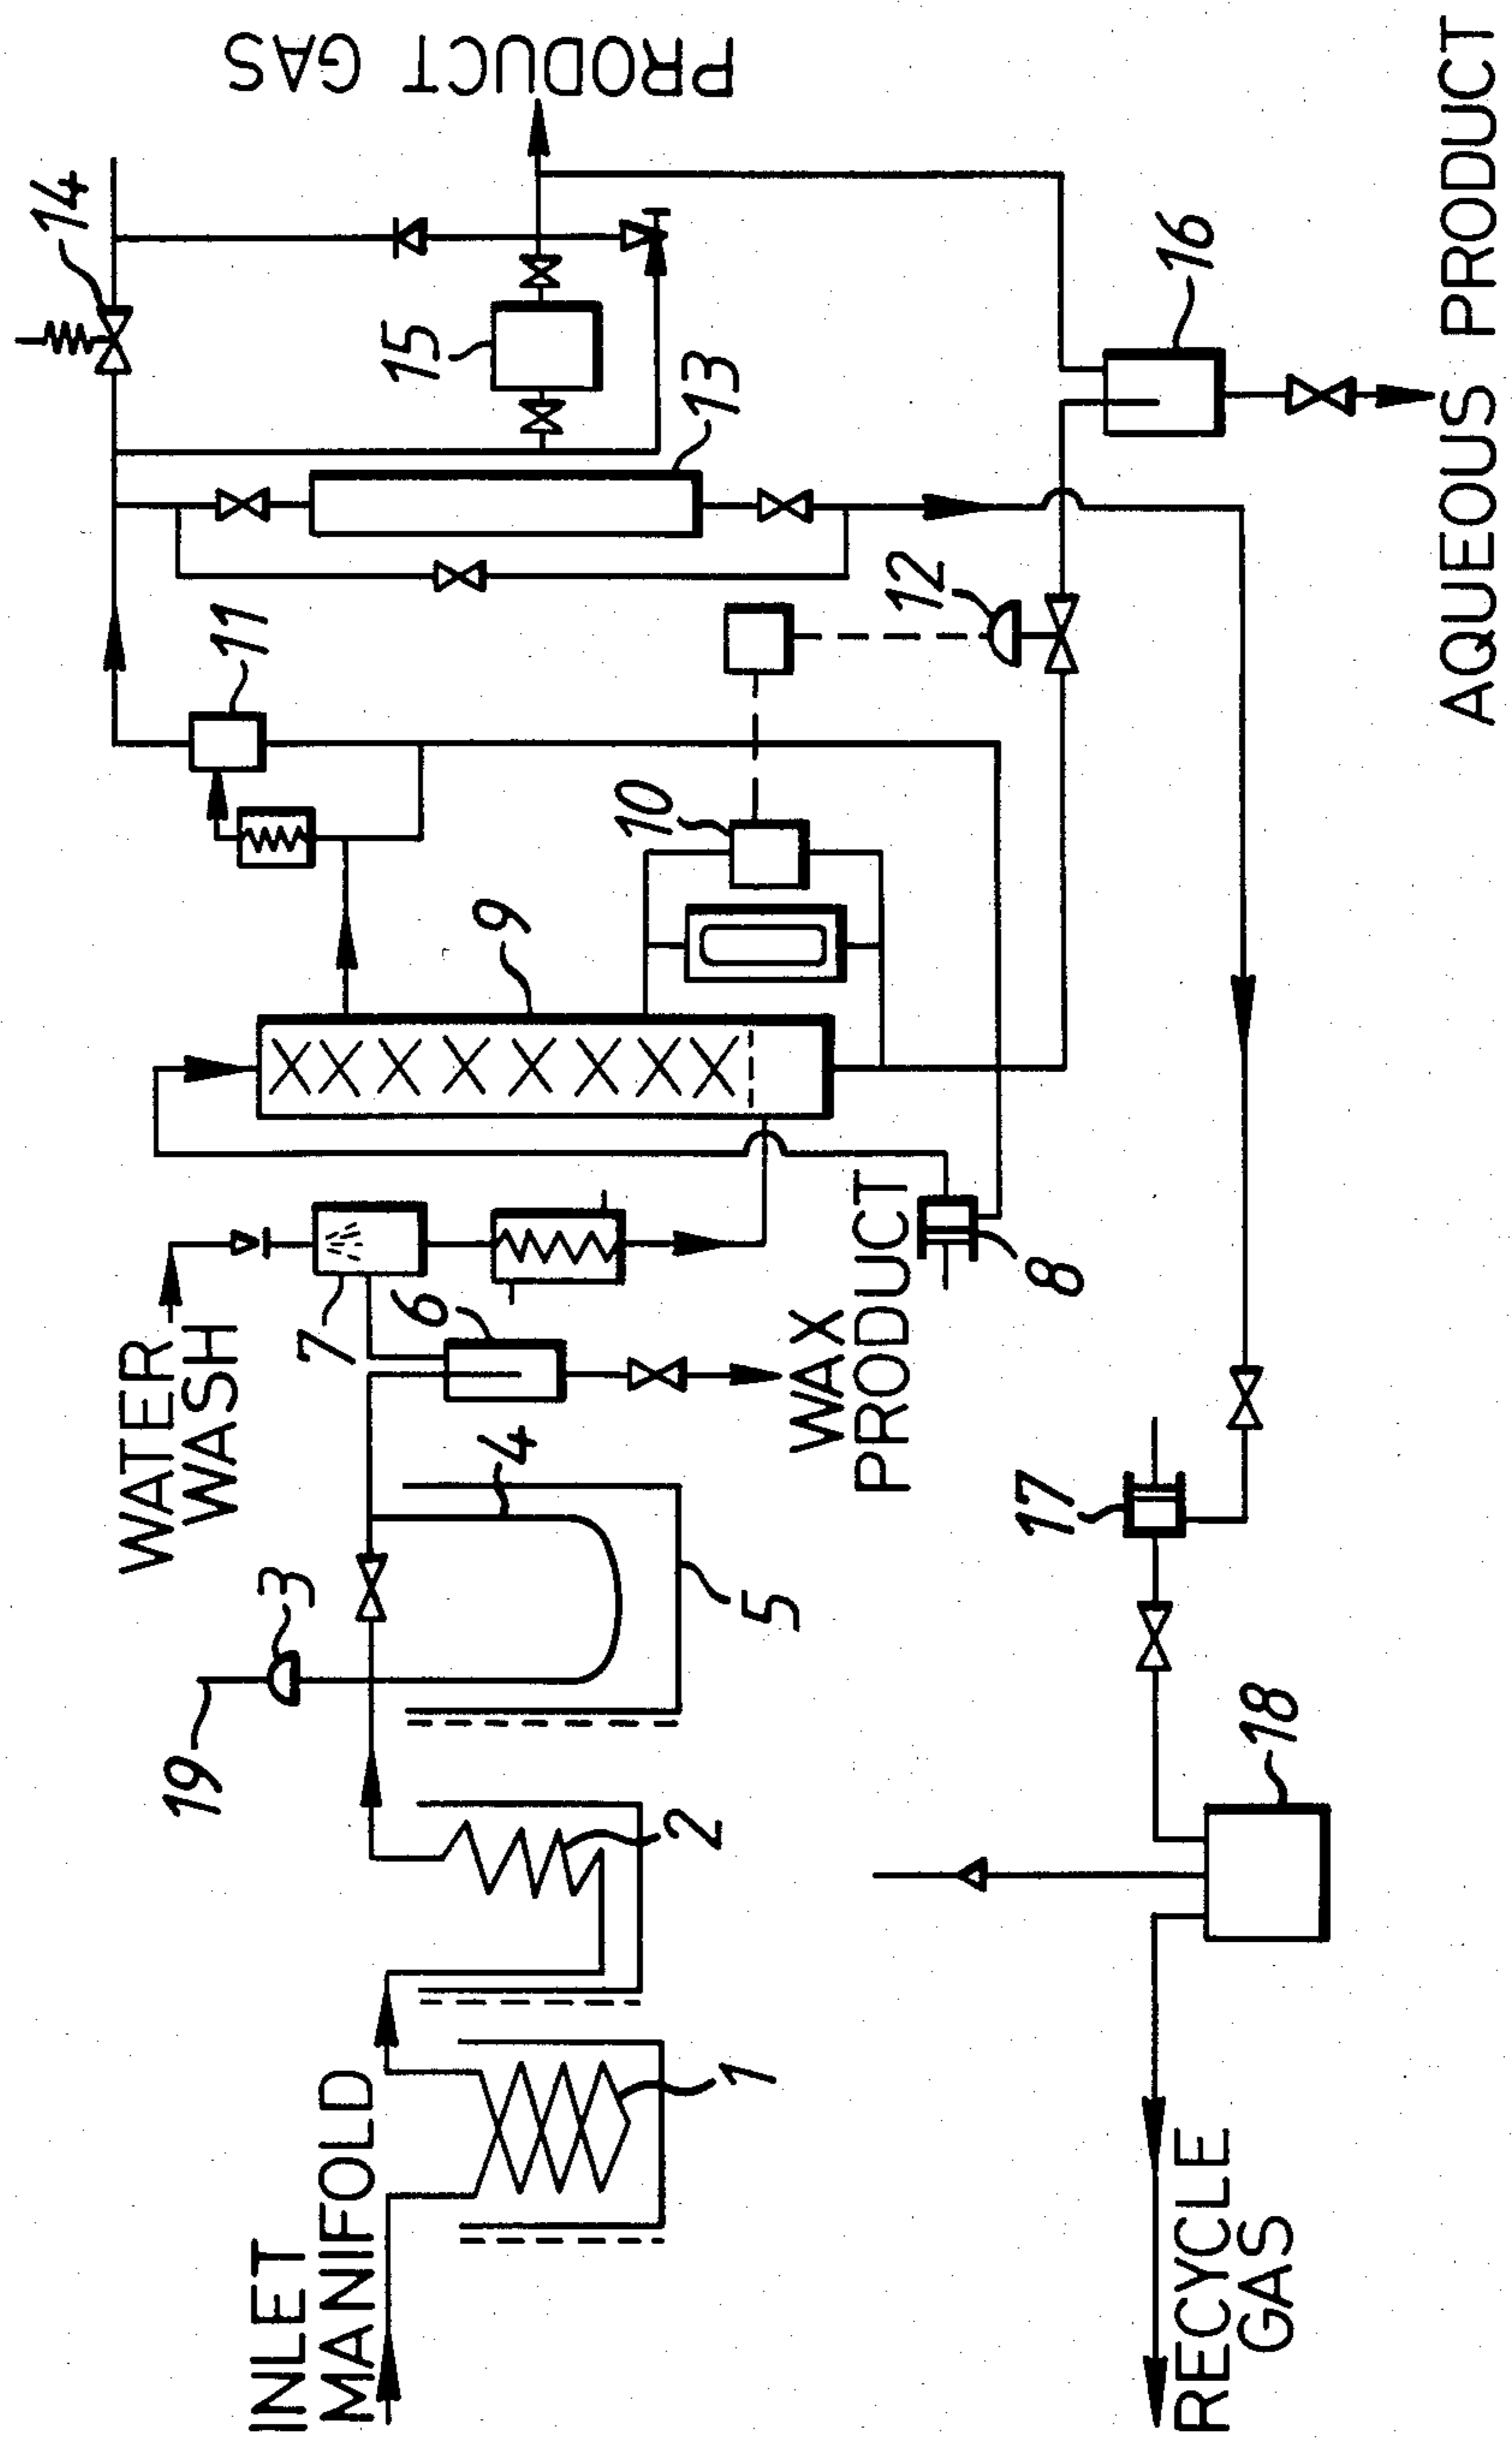 INLET
MANIFOLD
1
2
19
3
4
5
WATER
WASH
7
6
WAX
PRODUCT
8
9
10
11
12
13
14
15
PRODUCT GAS
16
AQUEOUS PRODUCT
17
18
RECYCLE
GAS